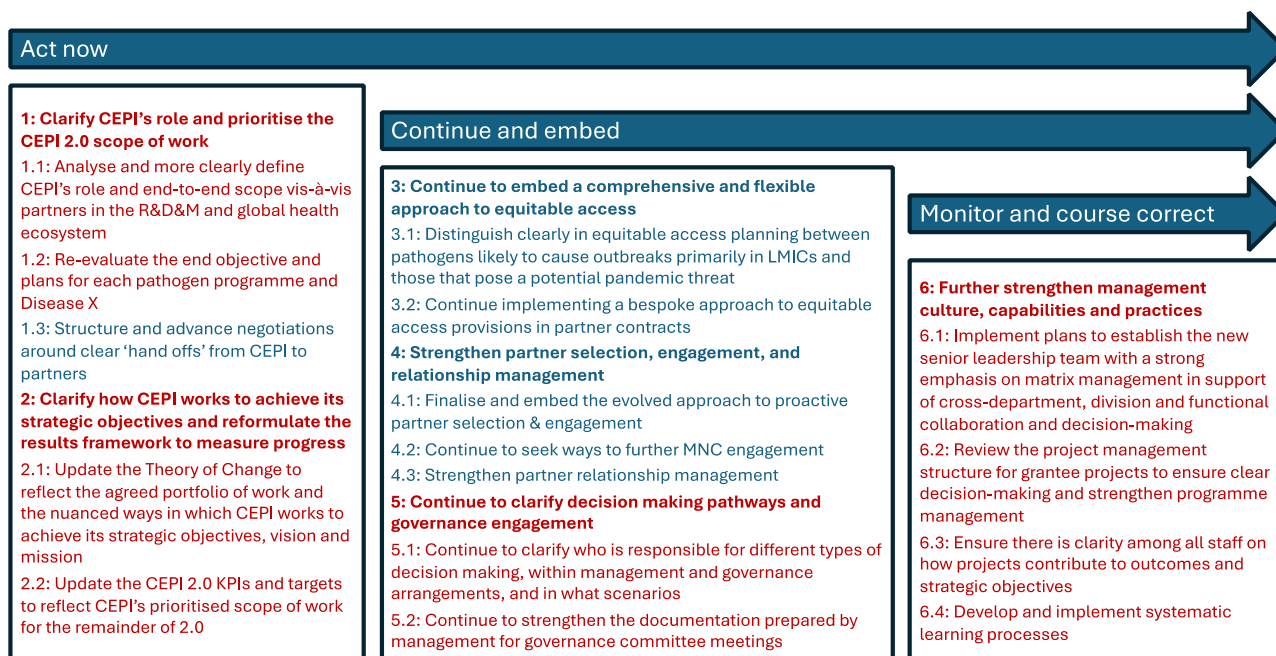 Act now
1: Clarify CEPI's role and prioritise the
CEPI 2.0 scope of work
1.1: Analyse and more clearly define
CEPI's role and end-to-end scope vis-à-vis
partners in the R&D&M and global health
ecosystem
1.2: Re-evaluate the end objective and
plans for each pathogen programme and
Disease X
1.3: Structure and advance negotiations
around clear 'hand offs' from CEPI to
partners
2: Clarify how CEPI works to achieve its
strategic objectives and reformulate the
results framework to measure progress
2.1: Update the Theory of Change to
reflect the agreed portfolio of work and
the nuanced ways in which CEPI works to
achieve its strategic objectives, vision and
mission
2.2: Update the CEPI 2.0 KPIs and targets
to reflect CEPI's prioritised scope of work
for the remainder of 2.0
Continue and embed
3: Continue to embed a comprehensive and flexible
approach to equitable access
3.1: Distinguish clearly in equitable access planning between
pathogens likely to cause outbreaks primarily in LMICs and
those that pose a potential pandemic threat
3.2: Continue implementing a bespoke approach to equitable
access provisions in partner contracts
4: Strengthen partner selection, engagement, and
relationship management
4.1: Finalise and embed the evolved approach to proactive
partner selection & engagement
4.2: Continue to seek ways to further MNC engagement
4.3: Strengthen partner relationship management
5: Continue to clarify decision making pathways and
governance engagement
5.1: Continue to clarify who is responsible for different types of
decision making, within management and governance
arrangements, and in what scenarios
5.2: Continue to strengthen the documentation prepared by
management for governance committee meetings
Monitor and course correct
6: Further strengthen management
culture, capabilities and practices
6.1: Implement plans to establish the new
senior leadership team with a strong
emphasis on matrix management in support
of cross-department, division and functional
collaboration and decision-making
6.2: Review the project management
structure for grantee projects to ensure clear
decision-making and strengthen programme
management
6.3: Ensure there is clarity among all staff on
how projects contribute to outcomes and
strategic objectives
6.4: Develop and implement systematic
learning processes